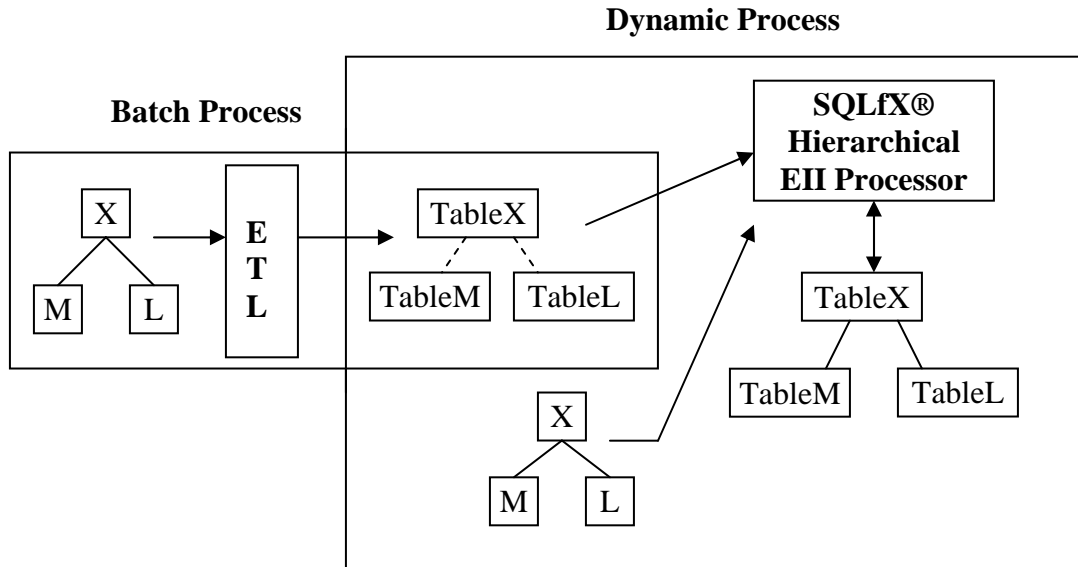 Dynamic Process
Batch Process
SQLfX®
Hierarchical
EII Processor
X
M
L
E
T
L
TableX
TableM
TableL
TableX
TableM
TableL
X
M
L